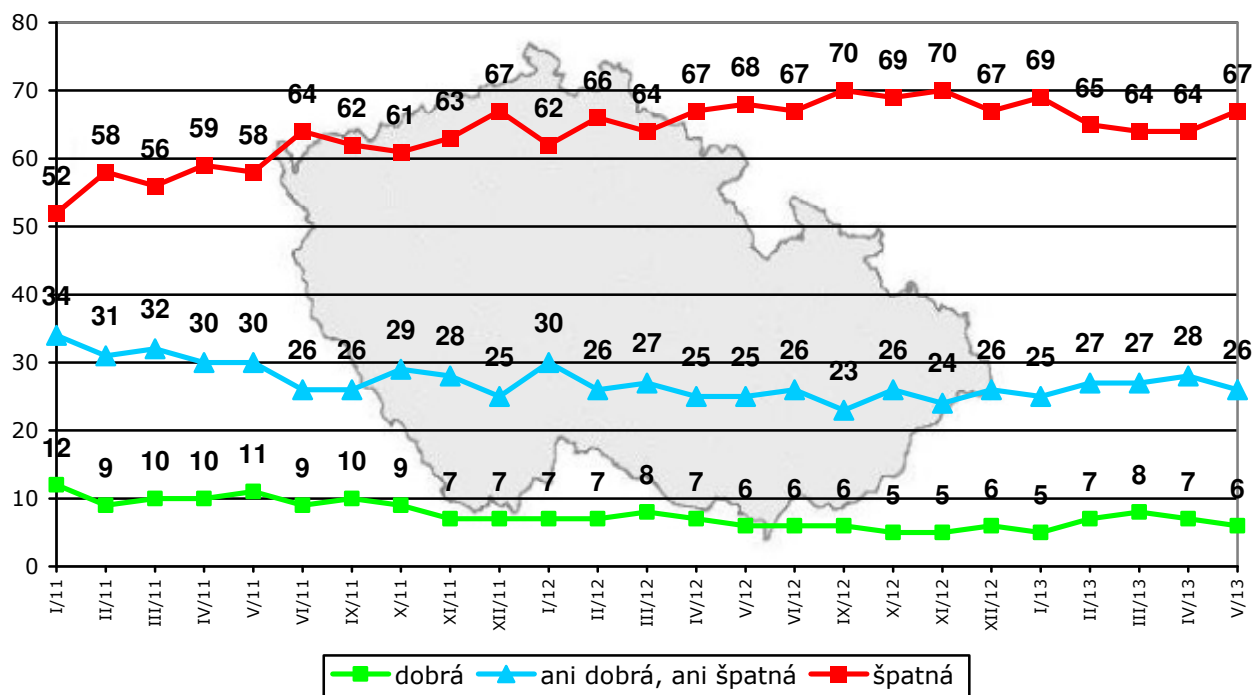 80
70
60
50
40
30
20
10
0
52 58 56 59 58 64 62 61 63 67 62 66 64 67 68 67 70 69 70 67 69 65 64 64 67
34 31 32 30 30 26 26 29 28 25 30 26 27 25 25 26 23 26 24 26 25 27 27 28 26
12 9 10 10 11 9 10 9 7 7 7 7 8 7 6 6 6 5 5 6 5 7 8 7 6
I/11 II/11 III/11 IV/11 V/11 VI/11 IX/11 X/11 XI/11 XII/11 I/12 II/12 III/12 IV/12 V/12 VI/12 IX/12 X/12 XI/12 XII/12 I/13 II/13 III/13 IV/13 V/13
dobrá ani dobrá, ani špatná špatná